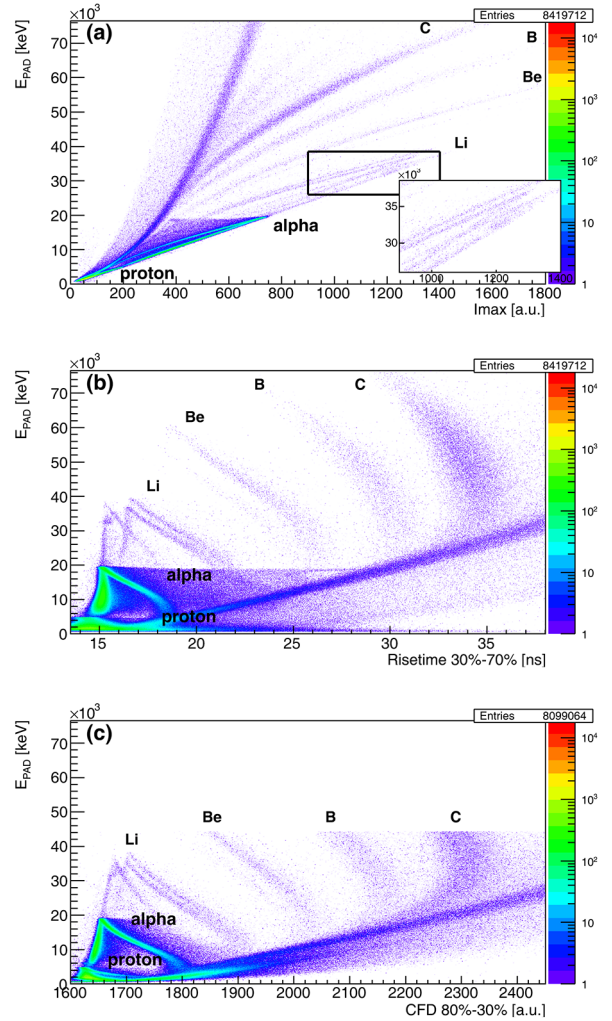 Entries 8419712
(a)
×10³
E_PAD [keV]
70
60
50
40
30
20
10
0
C
B
Be
Li
alpha
proton
×10³
35
30
1000 1200 1400
0 200 400 600 800 1000 1200 1400 1600 1800
Imax [a.u.]
10⁴
10³
10²
10
1
Entries 8419712
(b)
×10³
E_PAD [keV]
70
60
50
40
30
20
10
0
Be B C
Li
alpha
proton
15 20 25 30 35
Risetime 30%-70% [ns]
10⁴
10³
10²
10
1
Entries 8099064
(c)
×10³
E_PAD [keV]
70
60
50
40
30
20
10
0
Li Be B C
alpha
proton
1600 1700 1800 1900 2000 2100 2200 2300 2400
CFD 80%-30% [a.u.]
10⁴
10³
10²
10
1